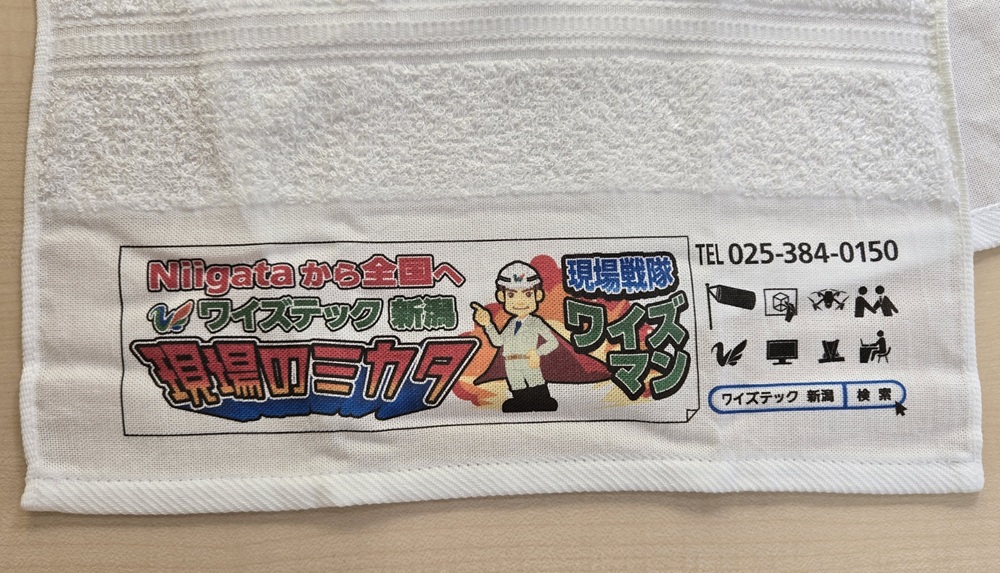 Niigataから全国へ
ワイズテック 新潟
現場のミカタ
現場戦隊
ワイズ
マン
TEL 025-384-0150
ワイズテック 新潟 検索